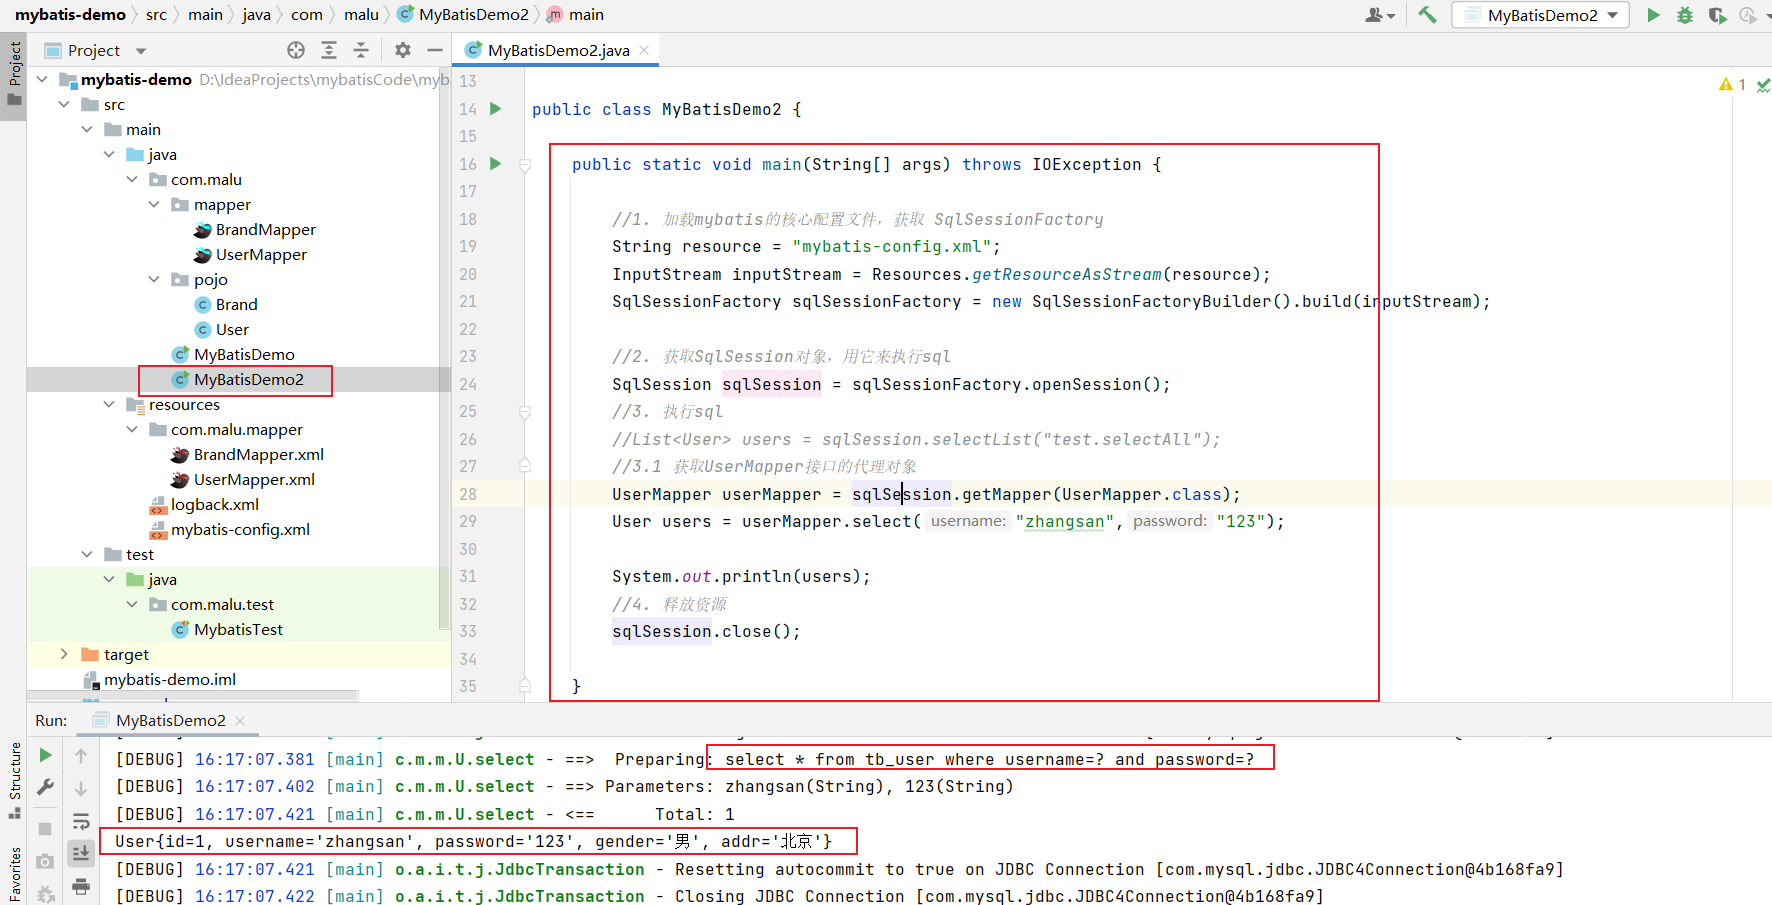 mybatis-demo 〉 src 〉 main 〉 java 〉 com 〉 malu 〉 MyBatisDemo2 〉 main
MyBatisDemo2
Project
Project
MyBatisDemo2.java
mybatis-demo D:\IdeaProjects\mybatisCode\myb
src
main
java
com.malu
mapper
BrandMapper
UserMapper
pojo
Brand
User
MyBatisDemo
MyBatisDemo2
resources
com.malu.mapper
BrandMapper.xml
UserMapper.xml
logback.xml
mybatis-config.xml
test
java
com.malu.test
MybatisTest
target
mybatis-demo.iml
1
13
14 public class MyBatisDemo2 {
15
16 public static void main(String[] args) throws IOException {
17
18 //1. 加载mybatis的核心配置文件，获取 SqlSessionFactory
19 String resource = "mybatis-config.xml";
20 InputStream inputStream = Resources.getResourceAsStream(resource);
21 SqlSessionFactory sqlSessionFactory = new SqlSessionFactoryBuilder().build(inputStream);
22
23 //2. 获取SqlSession对象，用它来执行sql
24 SqlSession sqlSession = sqlSessionFactory.openSession();
25 //3. 执行sql
26 //List<User> users = sqlSession.selectList("test.selectAll");
27 //3.1 获取UserMapper接口的代理对象
28 UserMapper userMapper = sqlSession.getMapper(UserMapper.class);
29 User users = userMapper.select( username: "zhangsan", password: "123");
30
31 System.out.println(users);
32 //4. 释放资源
33 sqlSession.close();
34
35 }
Run: MyBatisDemo2
Structure
Favorites
[DEBUG] 16:17:07.381 [main] c.m.m.U.select - ==>  Preparing: select * from tb_user where username=? and password=?
[DEBUG] 16:17:07.402 [main] c.m.m.U.select - ==> Parameters: zhangsan(String), 123(String)
[DEBUG] 16:17:07.421 [main] c.m.m.U.select - <==      Total: 1
User{id=1, username='zhangsan', password='123', gender='男', addr='北京'}
[DEBUG] 16:17:07.421 [main] o.a.i.t.j.JdbcTransaction - Resetting autocommit to true on JDBC Connection [com.mysql.jdbc.JDBC4Connection@4b168fa9]
[DEBUG] 16:17:07.422 [main] o.a.i.t.j.JdbcTransaction - Closing JDBC Connection [com.mysql.jdbc.JDBC4Connection@4b168fa9]